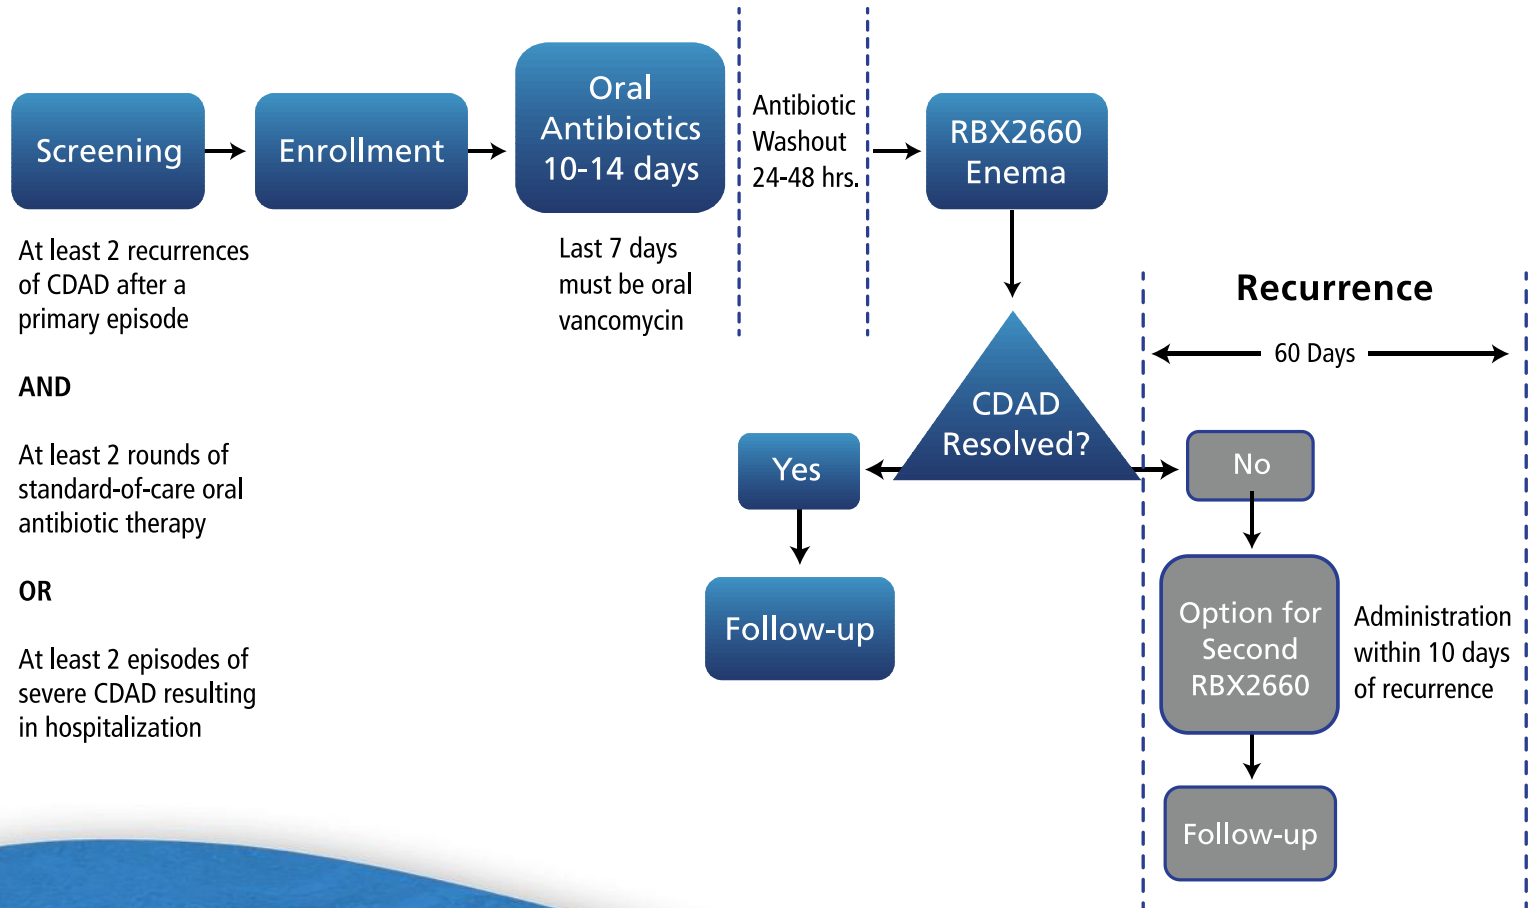 Screening
At least 2 recurrences
of CDAD after a
primary episode
AND
At least 2 rounds of
standard-of-care oral
antibiotic therapy
OR
At least 2 episodes of
severe CDAD resulting
in hospitalization
Enrollment
Oral
Antibiotics
10-14 days
Last 7 days
must be oral
vancomycin
Antibiotic
Washout
24-48 hrs.
RBX2660
Enema
CDAD
Resolved?
Yes
Follow-up
Recurrence
60 Days
No
Option for
Second
RBX2660
Administration
within 10 days
of recurrence
Follow-up